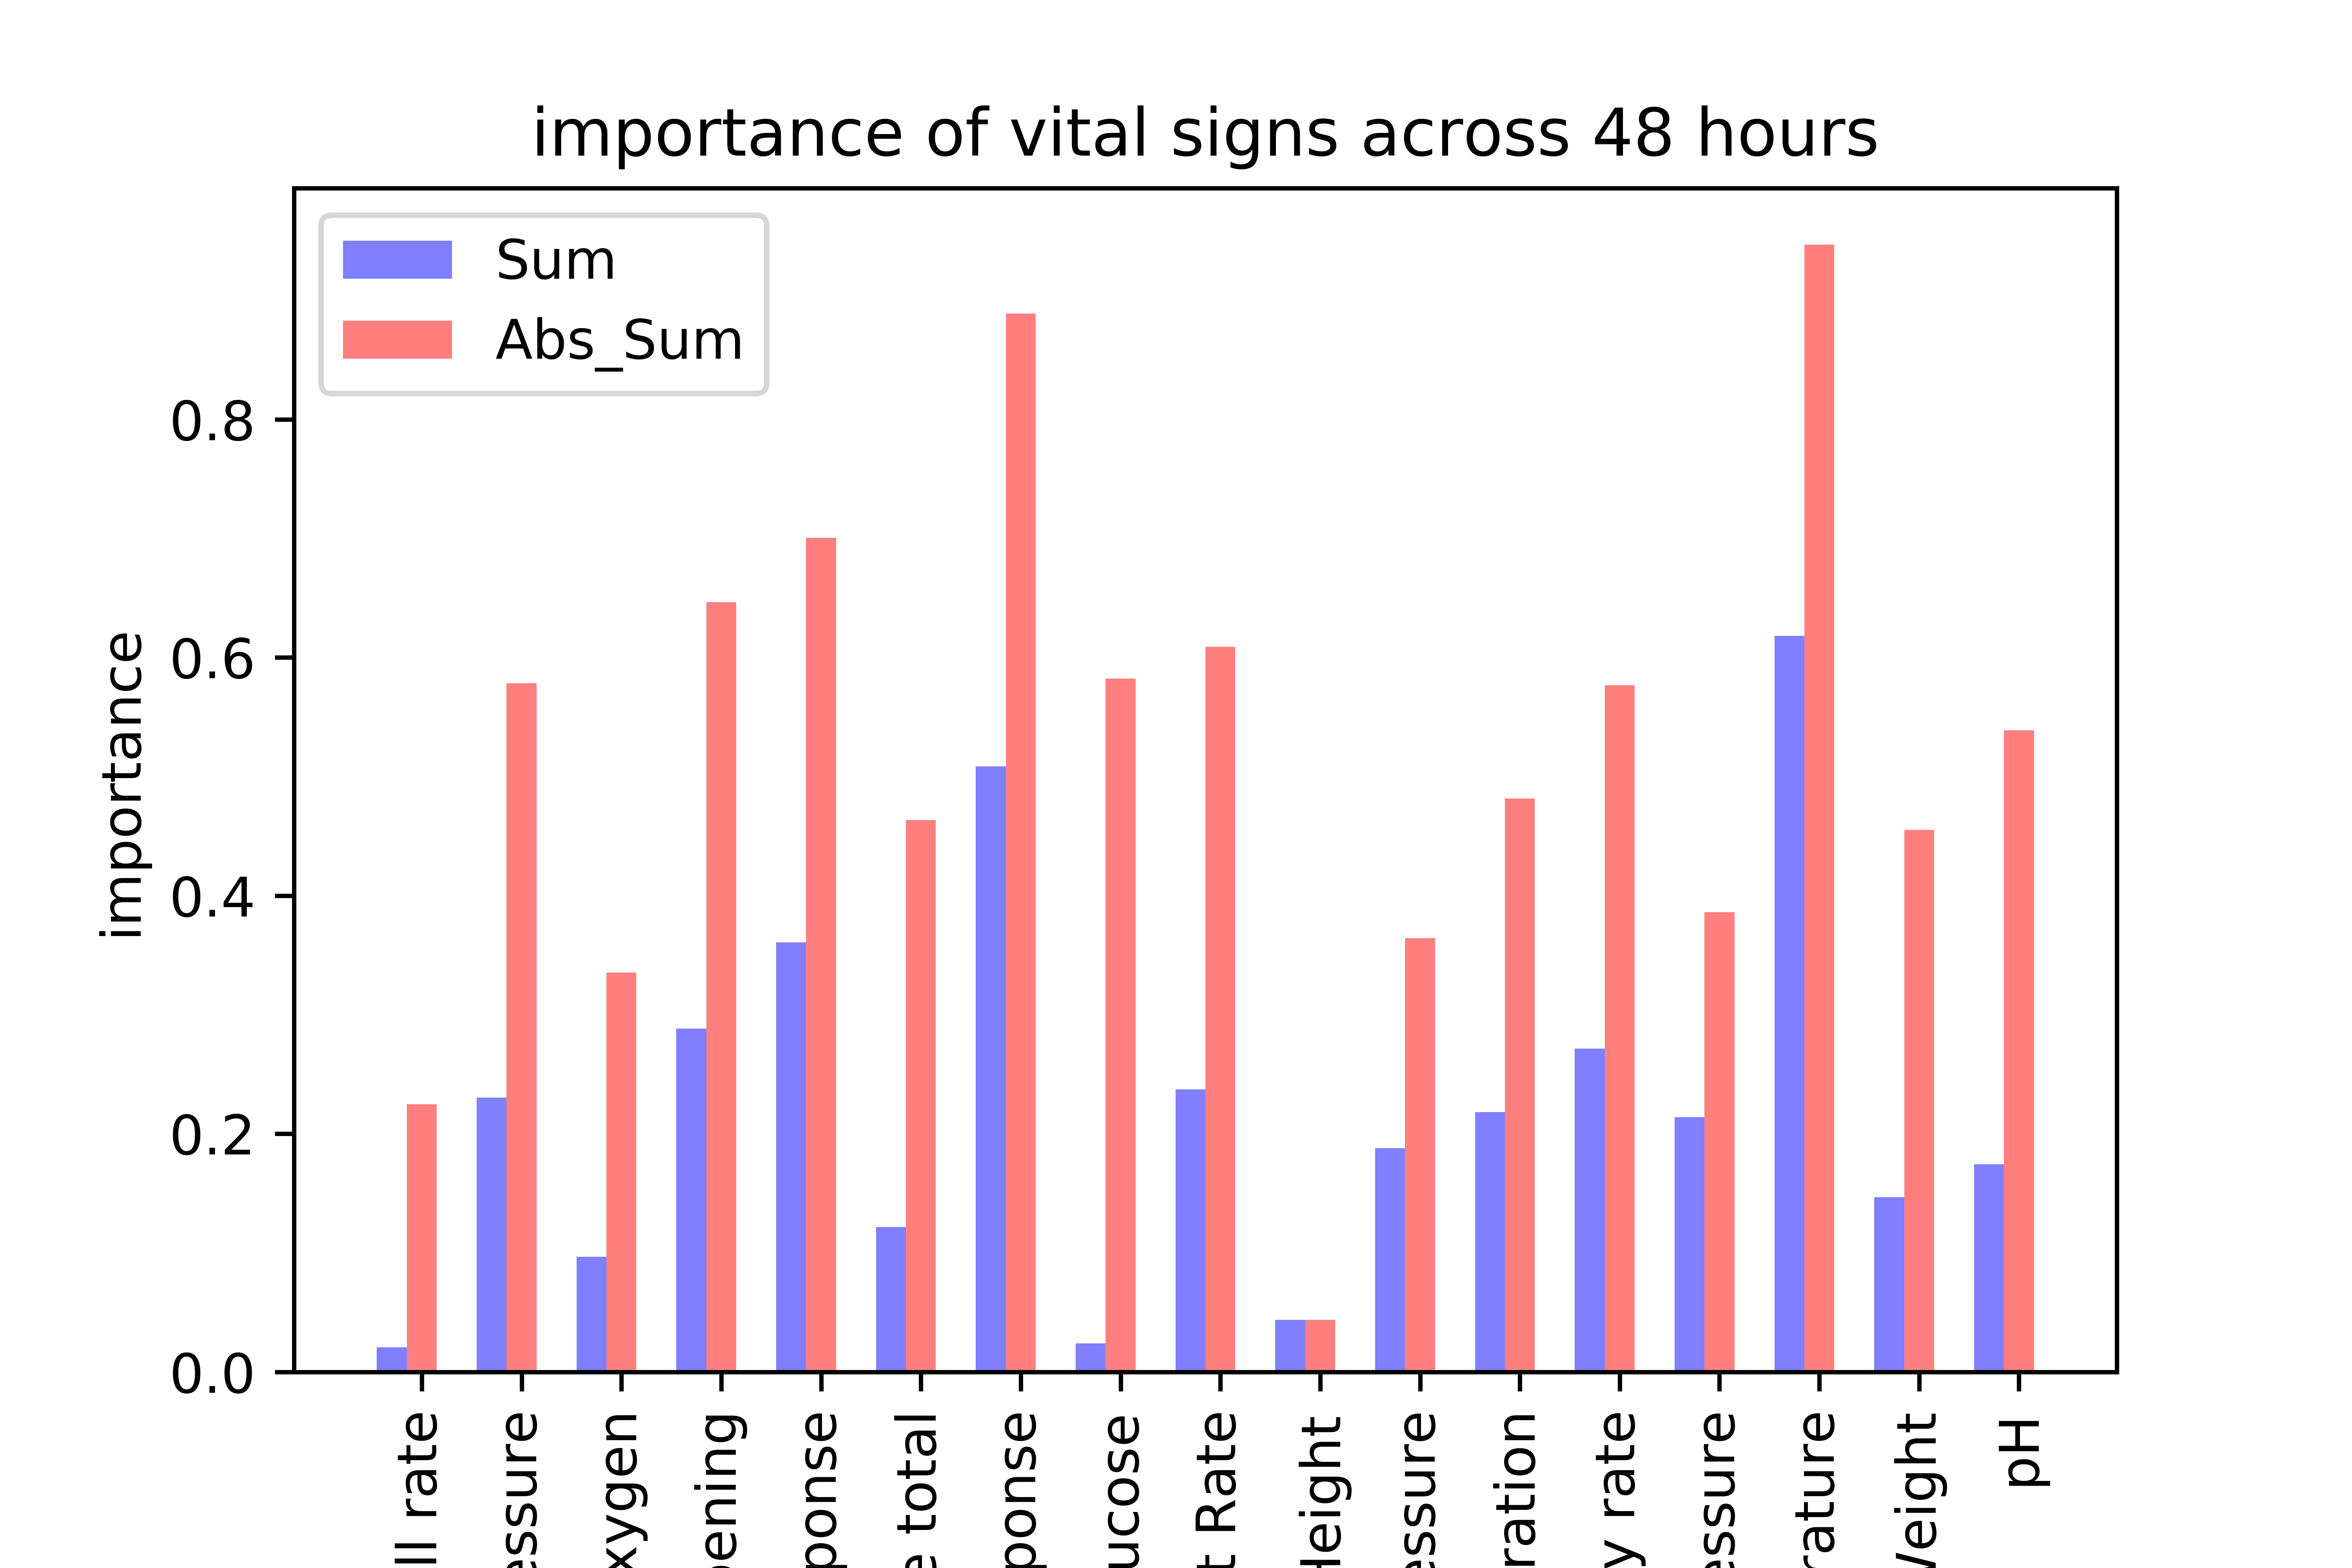 importance of vital signs across 48 hours
Sum
Abs_Sum
importance
0.8
0.6
0.4
0.2
0.0
ll rate
essure
xygen
pening
ponse
e total
ponse
ucose
t Rate
Height
essure
ration
y rate
essure
rature
Weight
pH